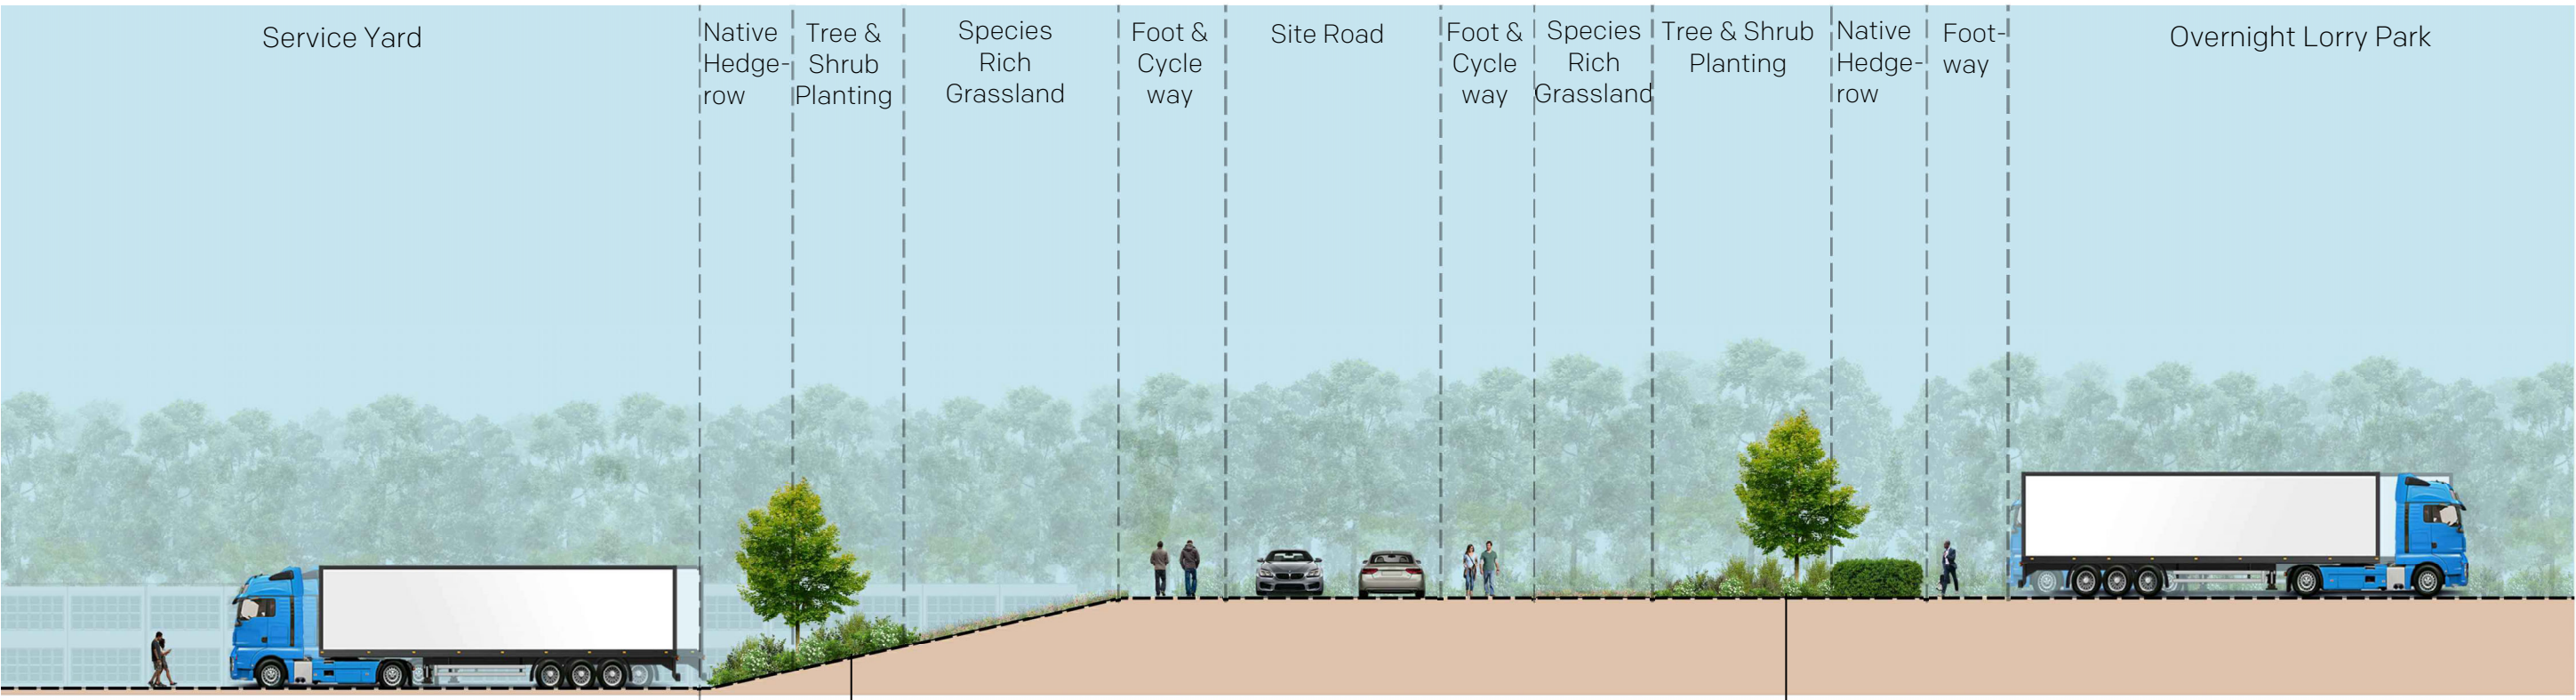 Service Yard
Native
Hedge-
row
Tree &
Shrub
Planting
Species
Rich
Grassland
Foot &
Cycle
way
Site Road
Foot &
Cycle
way
Species
Rich
Grassland
Tree & Shrub
Planting
Native
Hedge-
row
Foot-
way
Overnight Lorry Park